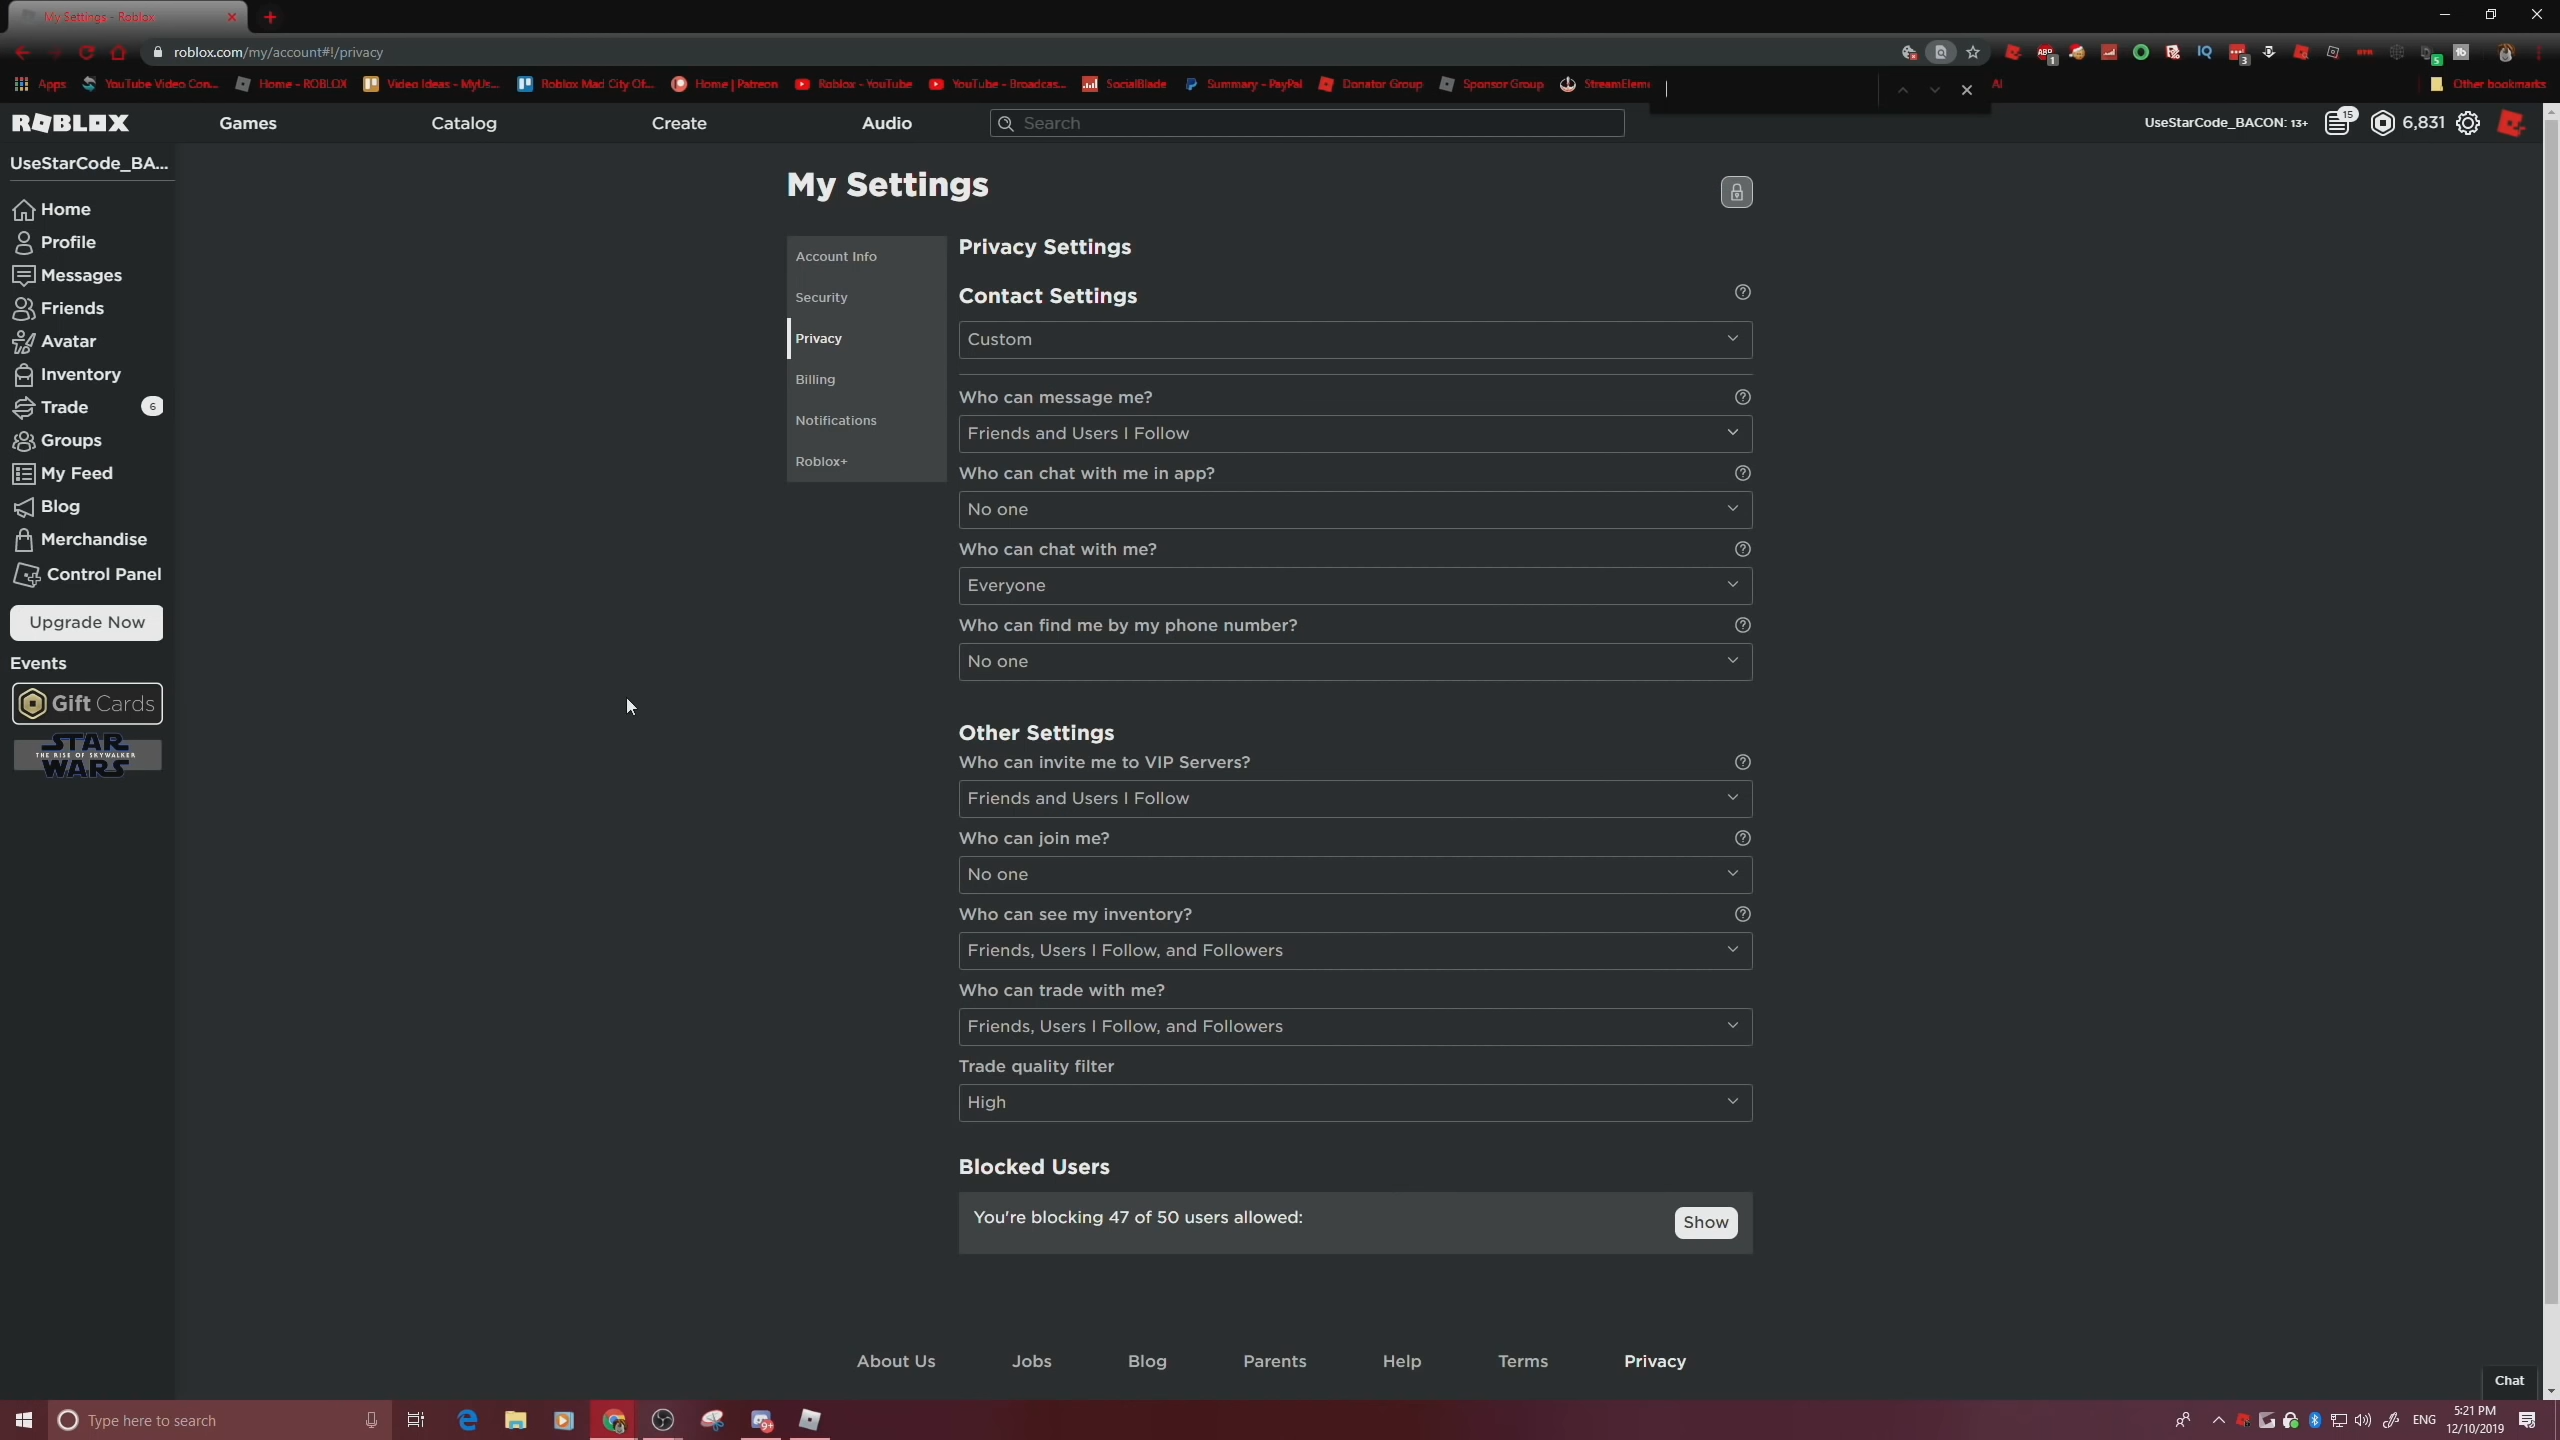 My Settings - Roblox
roblox.com/my/account#!/privacy
Apps
YouTube Video Con...
Home - ROBLOX
Video Ideas - MyUs...
Roblox Mad City Of...
Home | Patreon
Roblox - YouTube
YouTube - Broadcas...
SocialBlade
Summary - PayPal
Donator Group
Sponsor Group
StreamEleme
Other bookmarks
ROBLOX
Games
Catalog
Create
Audio
Search
UseStarCode_BACON: 13+
15
6,831
UseStarCode_BA...
Home
Profile
Messages
Friends
Avatar
Inventory
Trade 6
Groups
My Feed
Blog
Merchandise
Control Panel
Upgrade Now
Events
Gift Cards
STAR
THE RISE OF SKYWALKER
WARS
My Settings
Account Info
Security
Privacy
Billing
Notifications
Roblox+
Privacy Settings
Contact Settings
Custom
Who can message me?
Friends and Users I Follow
Who can chat with me in app?
No one
Who can chat with me?
Everyone
Who can find me by my phone number?
No one
Other Settings
Who can invite me to VIP Servers?
Friends and Users I Follow
Who can join me?
No one
Who can see my inventory?
Friends, Users I Follow, and Followers
Who can trade with me?
Friends, Users I Follow, and Followers
Trade quality filter
High
Blocked Users
You're blocking 47 of 50 users allowed:
Show
About Us
Jobs
Blog
Parents
Help
Terms
Privacy
Chat
Type here to search
9+
ENG
5:21 PM
12/10/2019